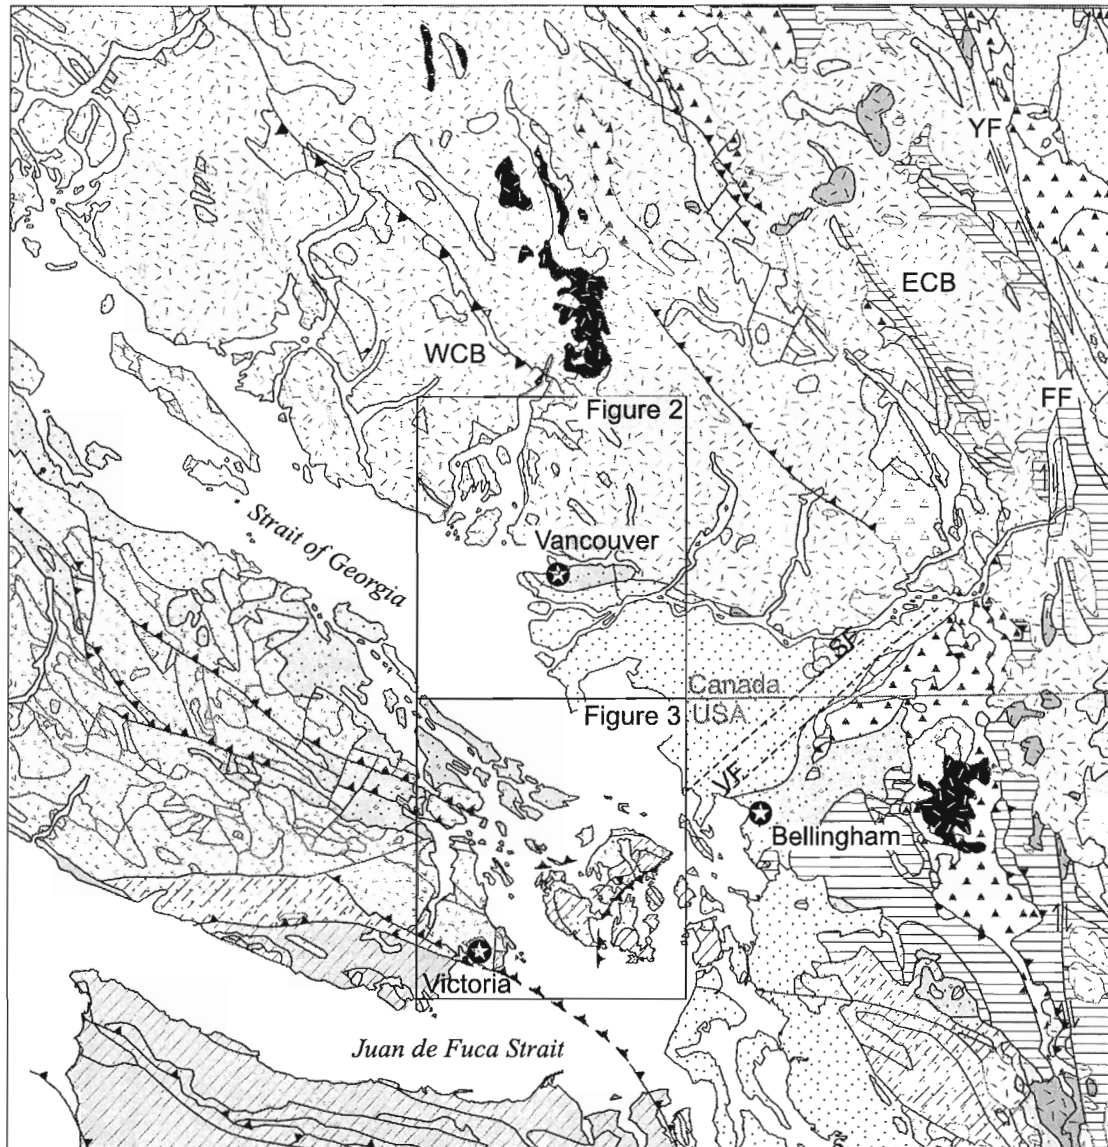 YF
ECB
WCB
FF
Figure 2
Strait of Georgia
Vancouver
SF
Canada
USA
Figure 3
VF
Bellingham
Victoria
Juan de Fuca Strait